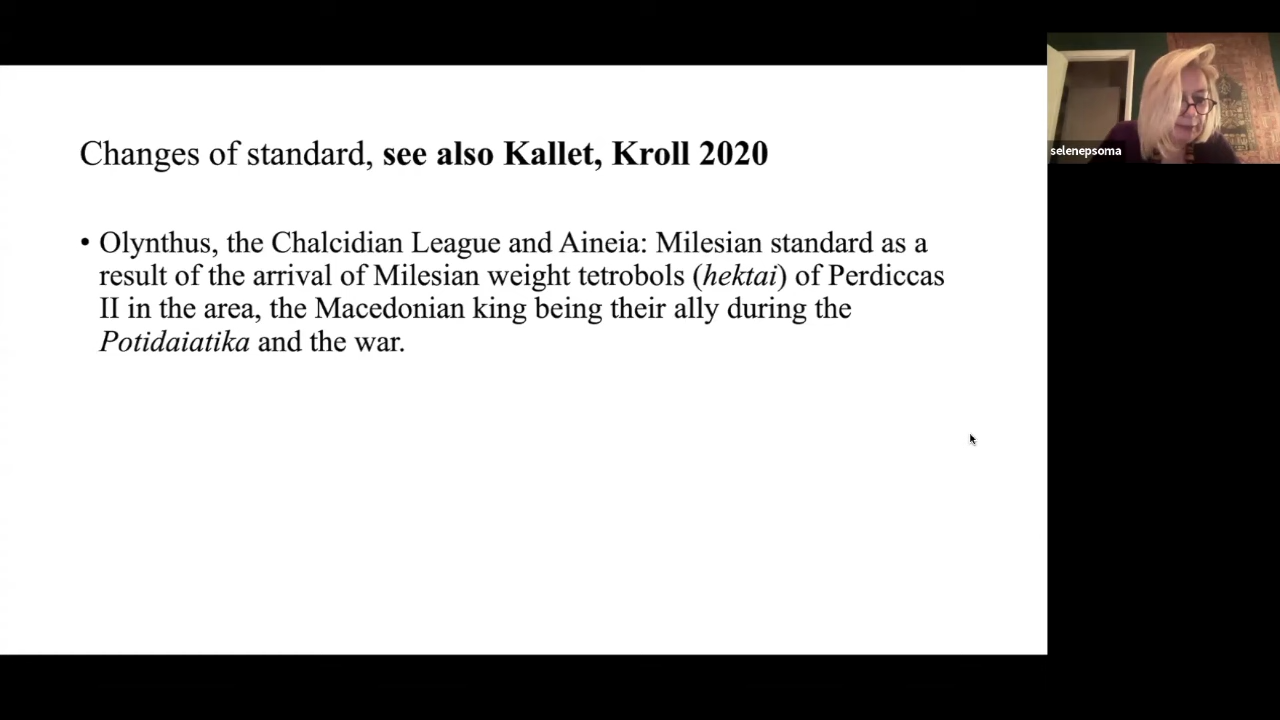 Changes of standard, see also Kallet, Kroll 2020
• Olynthus, the Chalcidian League and Aineia: Milesian standard as a
result of the arrival of Milesian weight tetrobols (hektai) of Perdiccas
II in the area, the Macedonian king being their ally during the
Potidaiatika and the war.
selenepsoma